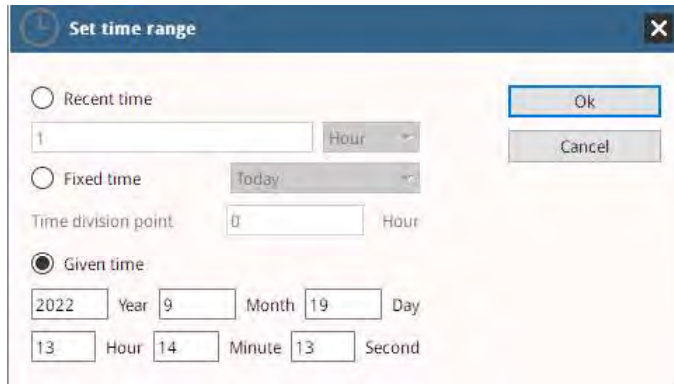 Set time range
Recent time
Ok
1 Hour
Cancel
Fixed time Today
Time division point 0 Hour
Given time
2022 Year 9 Month 19 Day
13 Hour 14 Minute 13 Second